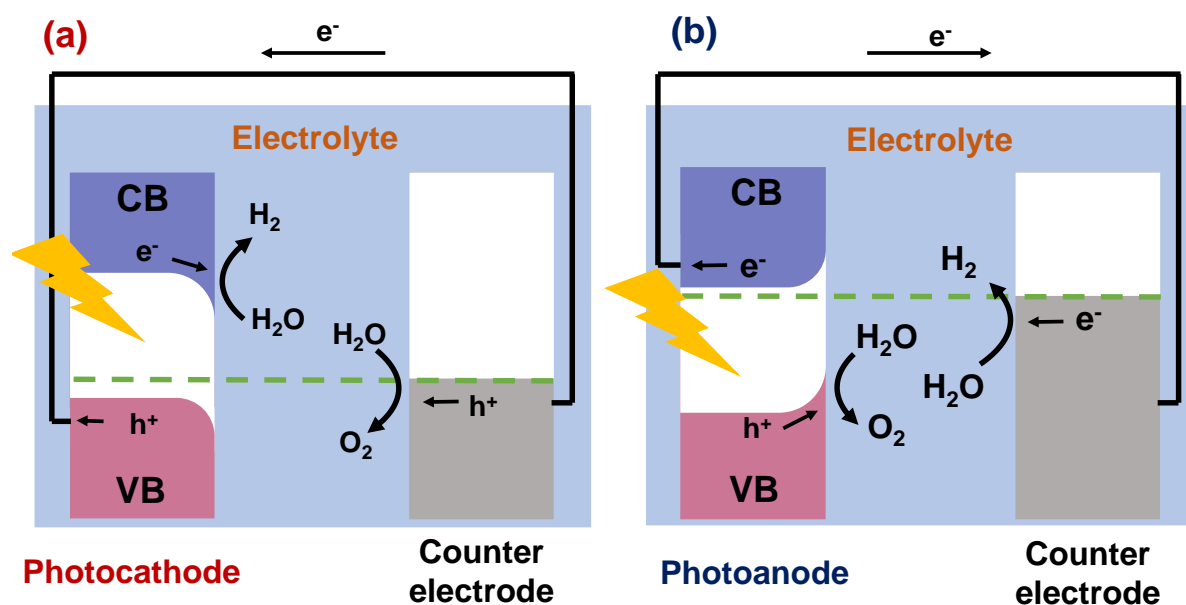 (a)
e⁻
Electrolyte
CB
e⁻
H₂
H₂O
H₂O
O₂
h⁺
h⁺
VB
Photocathode
Counter
electrode
(b)
e⁻
Electrolyte
CB
e⁻
H₂
H₂O
e⁻
H₂O
O₂
h⁺
VB
Photoanode
Counter
electrode